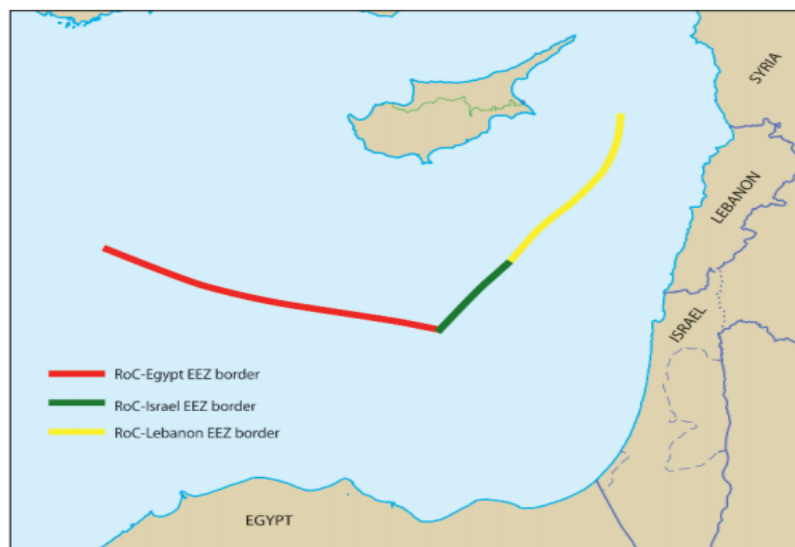 SYRIA
LEBANON
ISRAEL
RoC-Egypt EEZ border
RoC-Israel EEZ border
RoC-Lebanon EEZ border
EGYPT